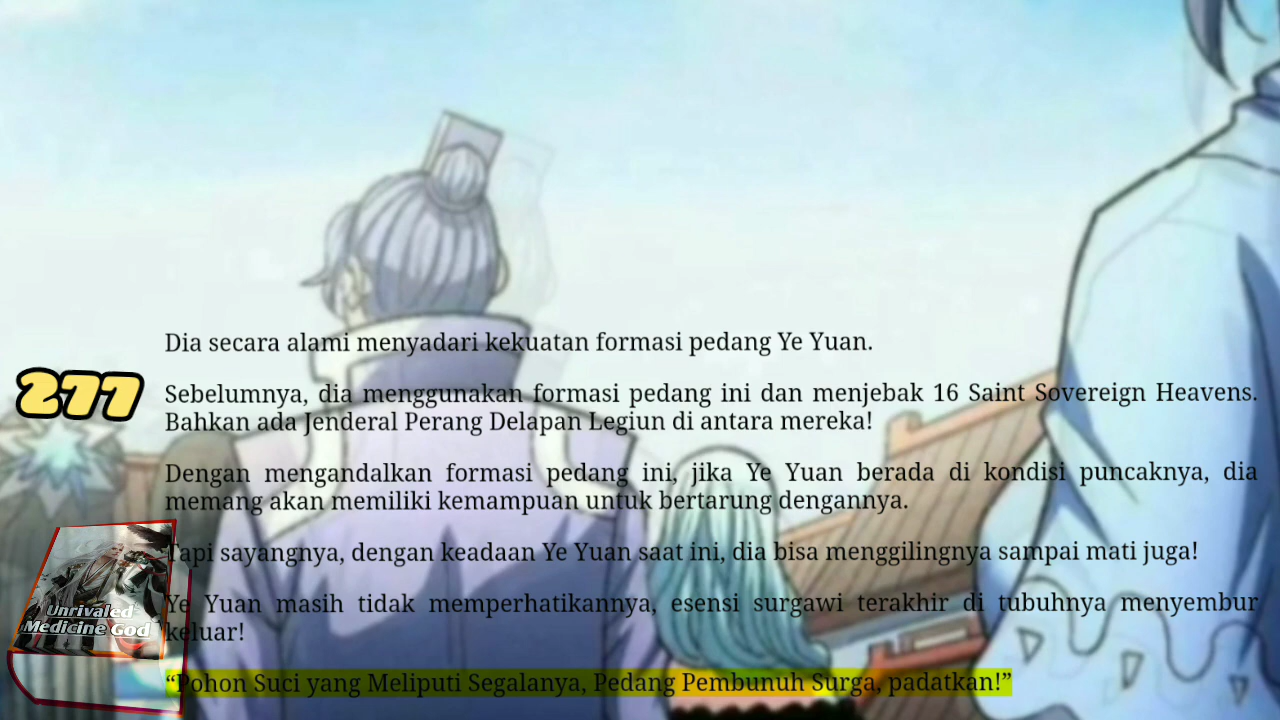 Dia secara alami menyadari kekuatan formasi pedang Ye Yuan.
277
Sebelumnya, dia menggunakan formasi pedang ini dan menjebak 16 Saint Sovereign Heavens.
Bahkan ada Jenderal Perang Delapan Legiun di antara mereka!
Dengan mengandalkan formasi pedang ini, jika Ye Yuan berada di kondisi puncaknya, dia
memang akan memiliki kemampuan untuk bertarung dengannya.
Tapi sayangnya, dengan keadaan Ye Yuan saat ini, dia bisa menggilingnya sampai mati juga!
Ye Yuan masih tidak memperhatikannya, esensi surgawi terakhir di tubuhnya menyembur
keluar!
“Pohon Suci yang Meliputi Segalanya, Pedang Pembunuh Surga, padatkan!”
Unrivaled
Medicine God